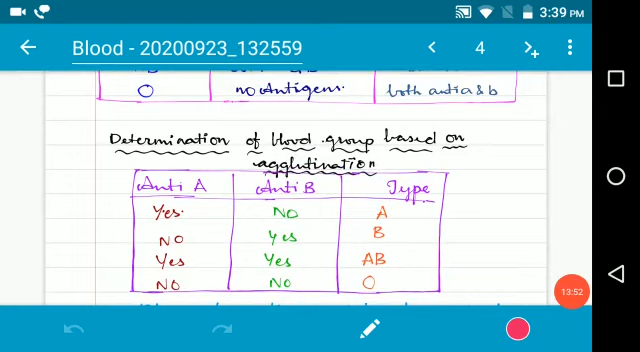 3:39 PM
Blood - 20200923_132559
4
O no Antigens. both anti a & b
Determination of blood group based on
agglutination
Anti A Anti B Type
Yes. NO A
NO Yes B
Yes Yes AB
NO NO O
13:52